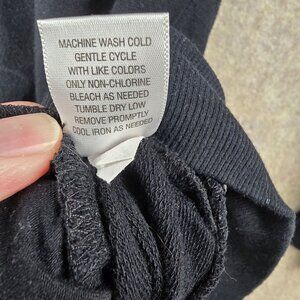 MACHINE WASH COLD
GENTLE CYCLE
WITH LIKE COLORS
ONLY NON-CHLORINE
BLEACH AS NEEDED
TUMBLE DRY LOW
REMOVE PROMPTLY
COOL IRON AS NEEDED